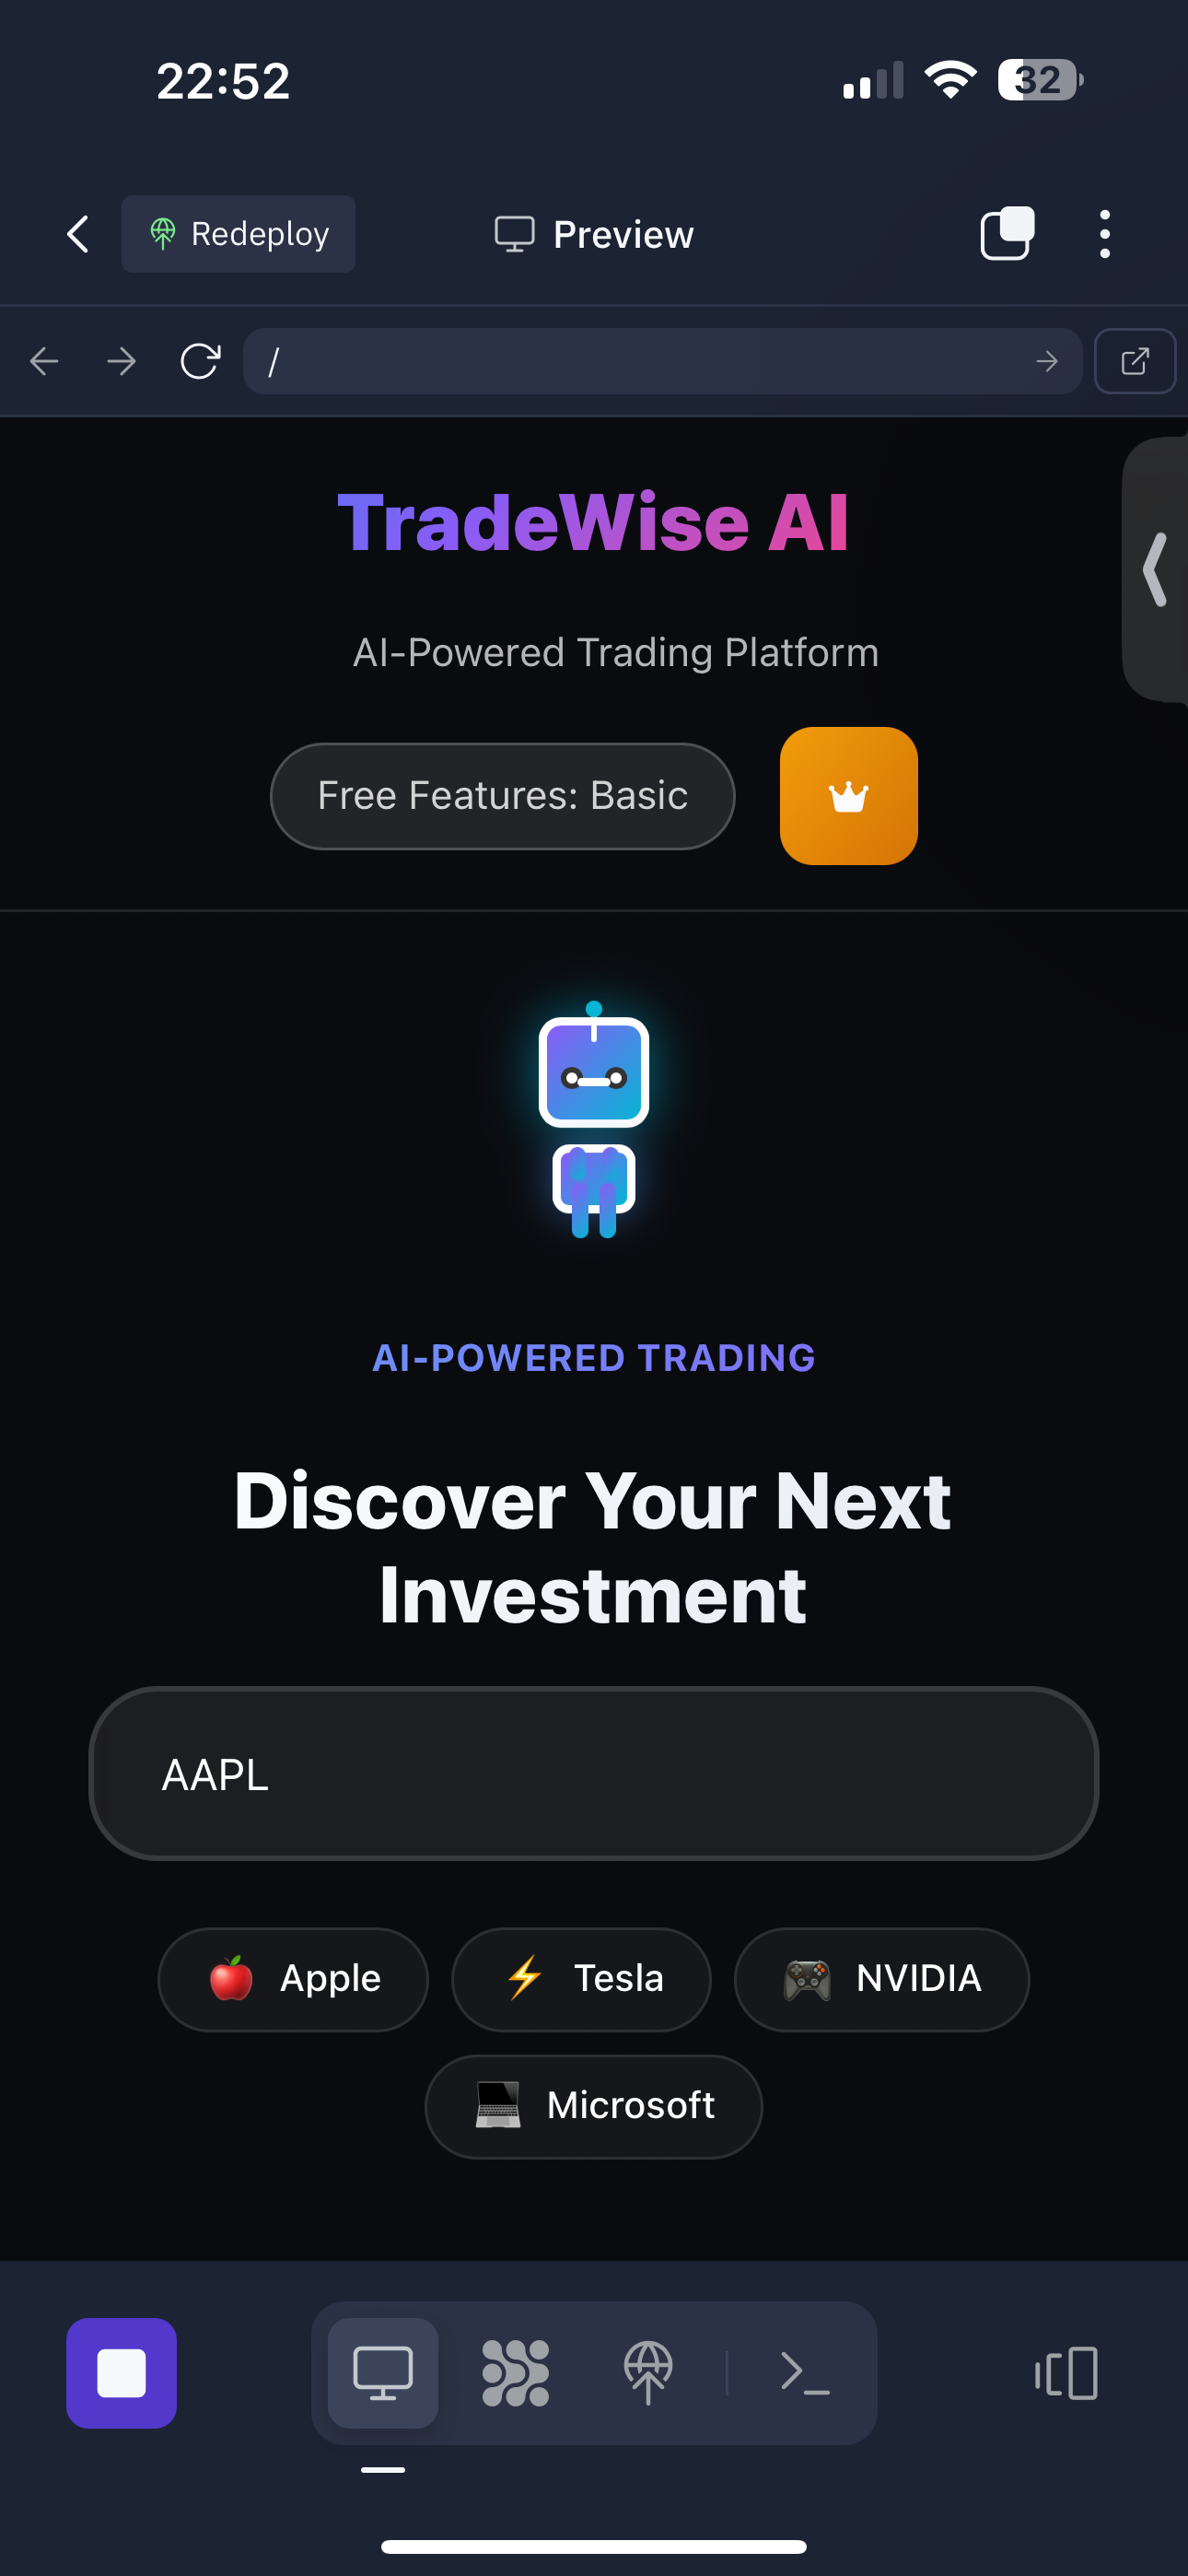 22:52
32
Redeploy
Preview
/
TradeWise AI
AI-Powered Trading Platform
Free Features: Basic
AI-POWERED TRADING
Discover Your Next
Investment
AAPL
Apple
Tesla
NVIDIA
Microsoft